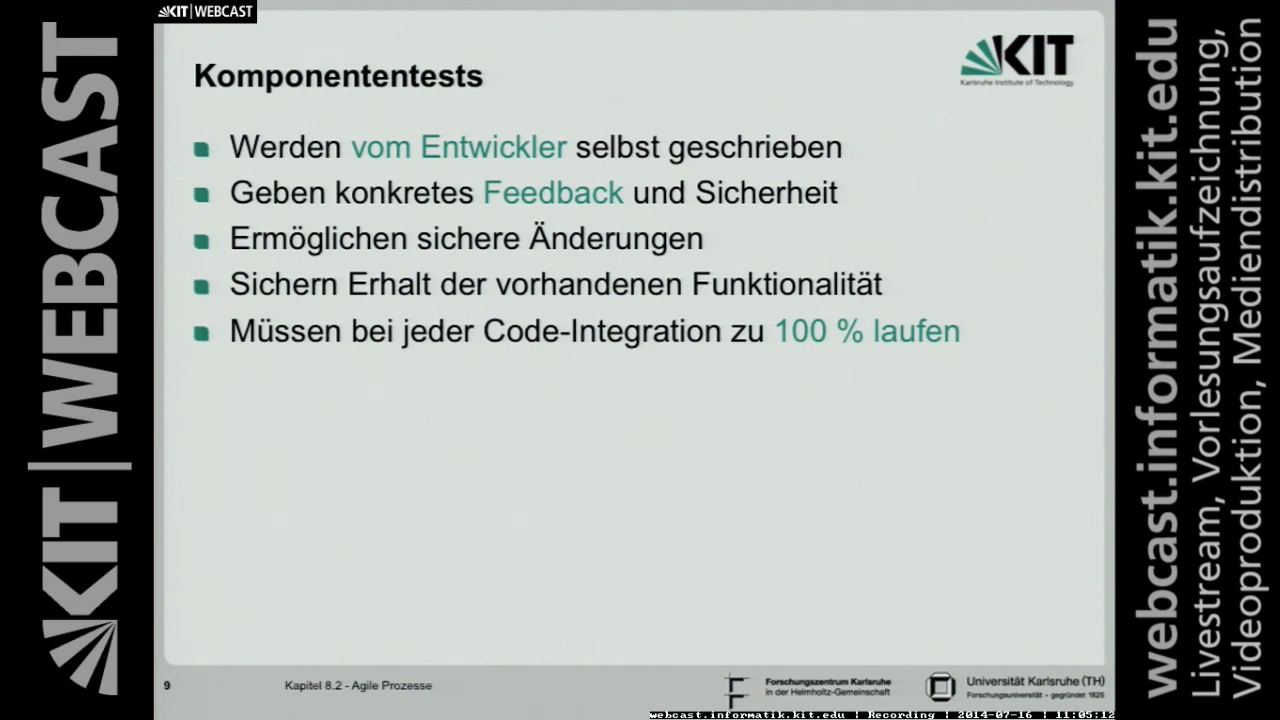 KIT|WEBCAST
KIT|WEBCAST
KIT
Karlsruhe Institute of Technology
Komponententests
Werden vom Entwickler selbst geschrieben
Geben konkretes Feedback und Sicherheit
Ermöglichen sichere Änderungen
Sichern Erhalt der vorhandenen Funktionalität
Müssen bei jeder Code-Integration zu 100 % laufen
9
Kapitel 8.2 - Agile Prozesse
Forschungszentrum Karlsruhe
in der Helmholtz-Gemeinschaft
Universität Karlsruhe (TH)
Forschungsuniversität - gegründet 1825
webcast.informatik.kit.edu | Recording | 2014-07-16 | 11:05:12
webcast.informatik.kit.edu
Livestream, Vorlesungsaufzeichnung,
Videoproduktion, Mediendistribution